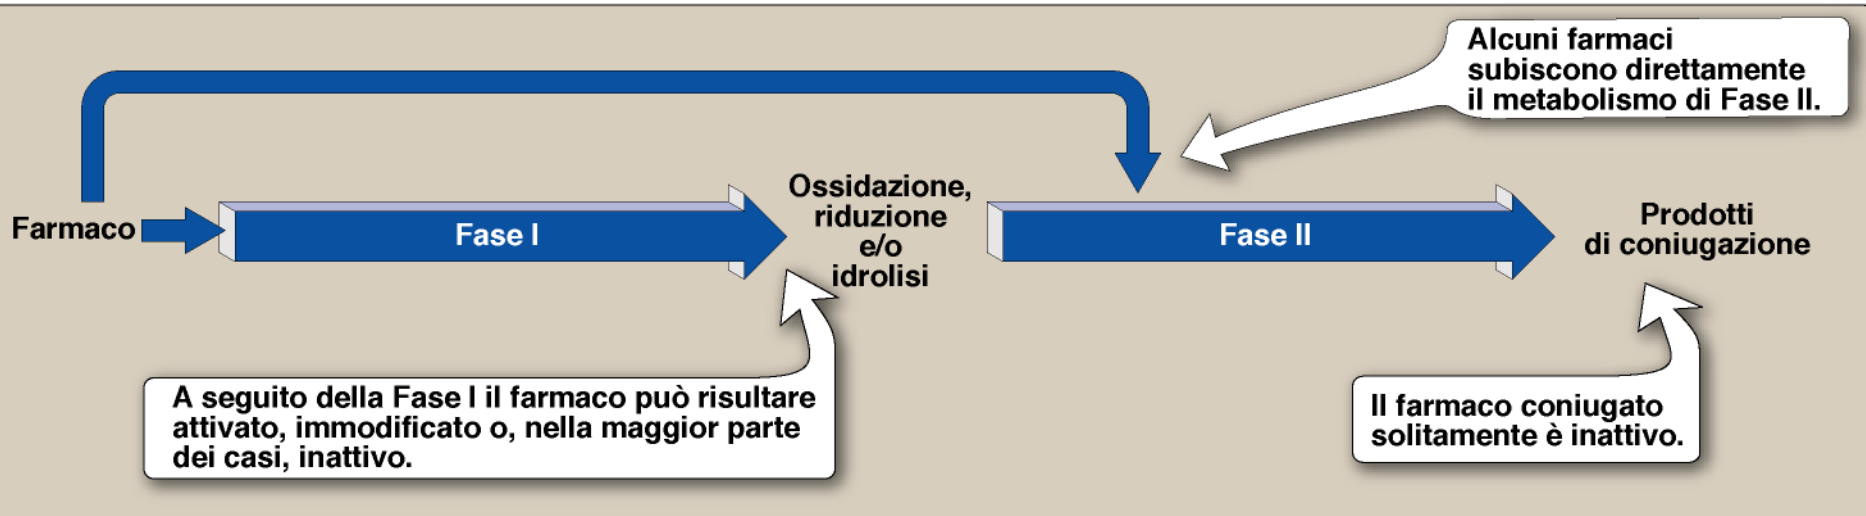 Alcuni farmaci
subiscono direttamente
il metabolismo di Fase II.
Farmaco
Fase I
Ossidazione,
riduzione
e/o
idrolisi
Fase II
Prodotti
di coniugazione
A seguito della Fase I il farmaco può risultare
attivato, immodificato o, nella maggior parte
dei casi, inattivo.
Il farmaco coniugato
solitamente è inattivo.